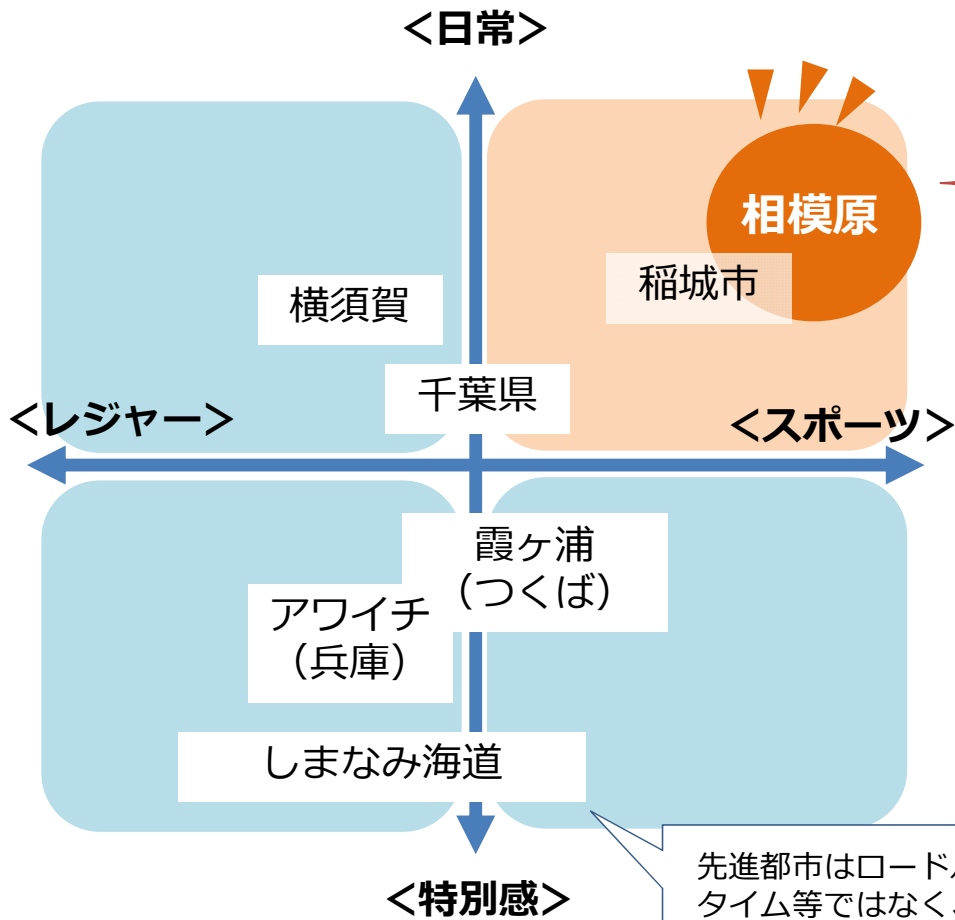 ＜日常＞
相模原
稲城市
横須賀
千葉県
＜レジャー＞
＜スポーツ＞
霞ヶ浦
（つくば）
アワイチ
（兵庫）
しまなみ海道
先進都市はロード
タイム等ではなく、
＜特別感＞